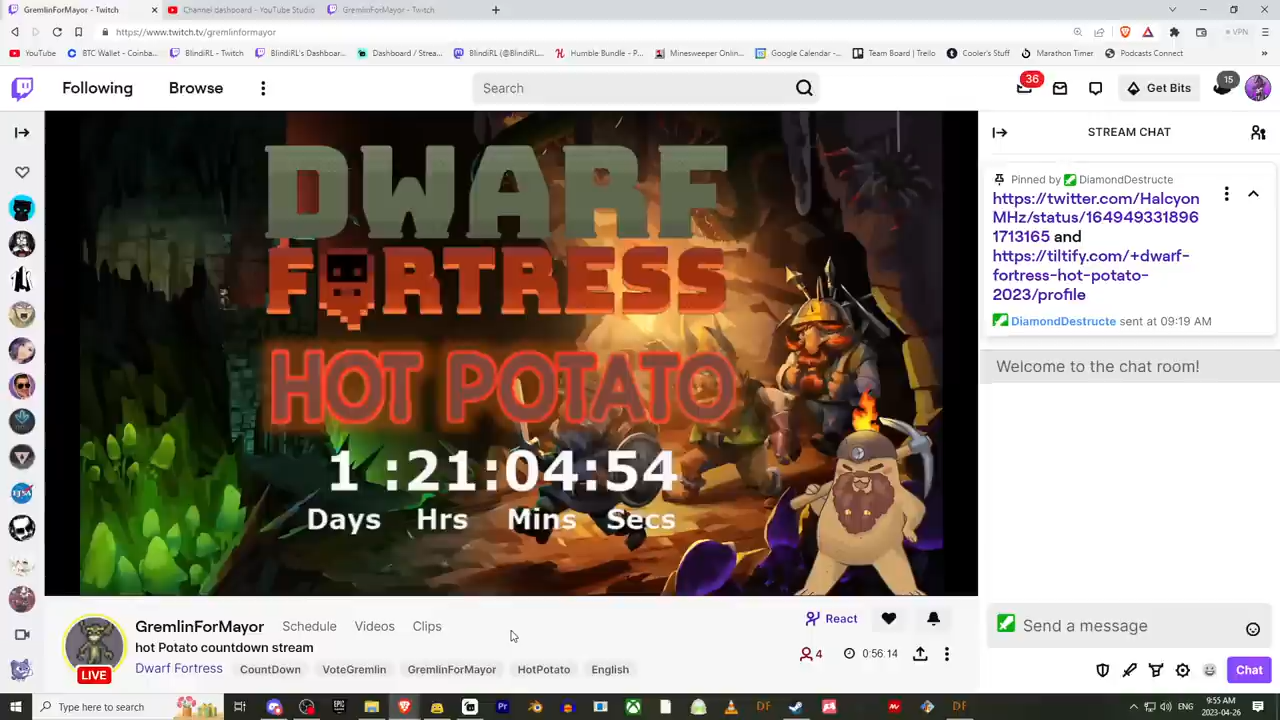 GremlinForMayor - Twitch
Channel dashboard - YouTube Studio
GremlinForMayor - Twitch
https://www.twitch.tv/gremlinformayor
VPN
YouTube
BTC Wallet - Coinba...
BlindiRL - Twitch
BlindiRL's Dashboar...
Dashboard / Strea...
BlindiRL (@BlindiRL...
Humble Bundle - P...
Minesweeper Onlin...
Google Calendar -...
Team Board | Trello
Cooler's Stuff
Marathon Timer
Podcasts Connect
Following
Browse
Search
36
Get Bits
15
DWARF
FORTRESS
HOT POTATO
1 :21:04:54
Days Hrs Mins Secs
STREAM CHAT
Pinned by DiamondDestructe
https://twitter.com/Halcyon
MHz/status/164949331896
1713165 and
https://tiltify.com/+dwarf-
fortress-hot-potato-
2023/profile
DiamondDestructe sent at 09:19 AM
Welcome to the chat room!
GremlinForMayor
Schedule
Videos
Clips
hot Potato countdown stream
Dwarf Fortress
CountDown
VoteGremlin
GremlinForMayor
HotPotato
English
LIVE
React
4
0:56:14
Send a message
Chat
Type here to search
EPIC
Pr
DF
DF
9:55 AM
2023-04-26